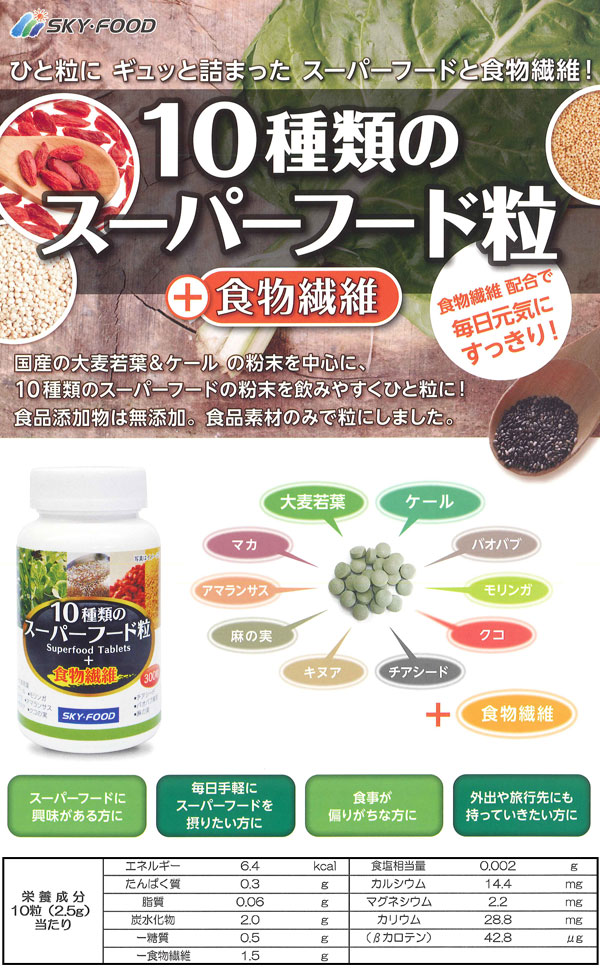 SKY・FOOD
ひと粒に ギュッと詰まった スーパーフードと食物繊維！
10種類の
スーパーフード粒
＋食物繊維
食物繊維 配合で
毎日元気に
すっきり！
国産の大麦若葉&ケール の粉末を中心に、
10種類のスーパーフードの粉末を飲みやすくひと粒に！
食品添加物は無添加。食品素材のみで粒にしました。
10種類の
スーパーフード粒
Superfood Tablets
＋
食物繊維
300
SKY・FOOD
大麦若葉
ケール
マカ
バオバブ
アマランサス
モリンガ
麻の実
クコ
キヌア
チアシード
＋ 食物繊維
スーパーフードに
興味がある方に
毎日手軽に
スーパーフードを
摂りたい方に
食事が
偏りがちな方に
外出や旅行先にも
持っていきたい方に
栄養成分
10粒（2.5g）
当たり
エネルギー 6.4 kcal 食塩相当量 0.002 g
たんぱく質 0.3 g カルシウム 14.4 mg
脂質 0.06 g マグネシウム 2.2 mg
炭水化物 2.0 g カリウム 28.8 mg
ー糖質 0.5 g （βカロテン） 42.8 μg
ー食物繊維 1.5 g